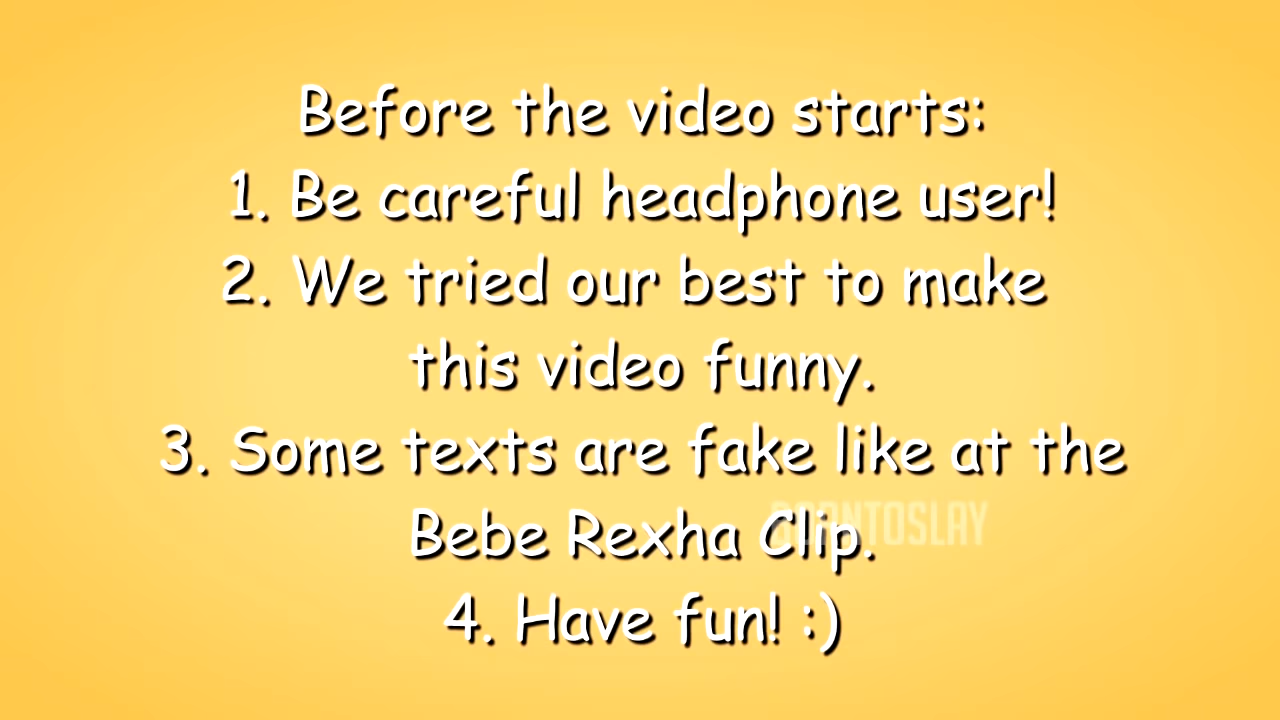 Before the video starts:
1. Be careful headphone user!
2. We tried our best to make
this video funny.
3. Some texts are fake like at the
Bebe Rexha Clip.
BORNTOSLAY
4. Have fun! :)